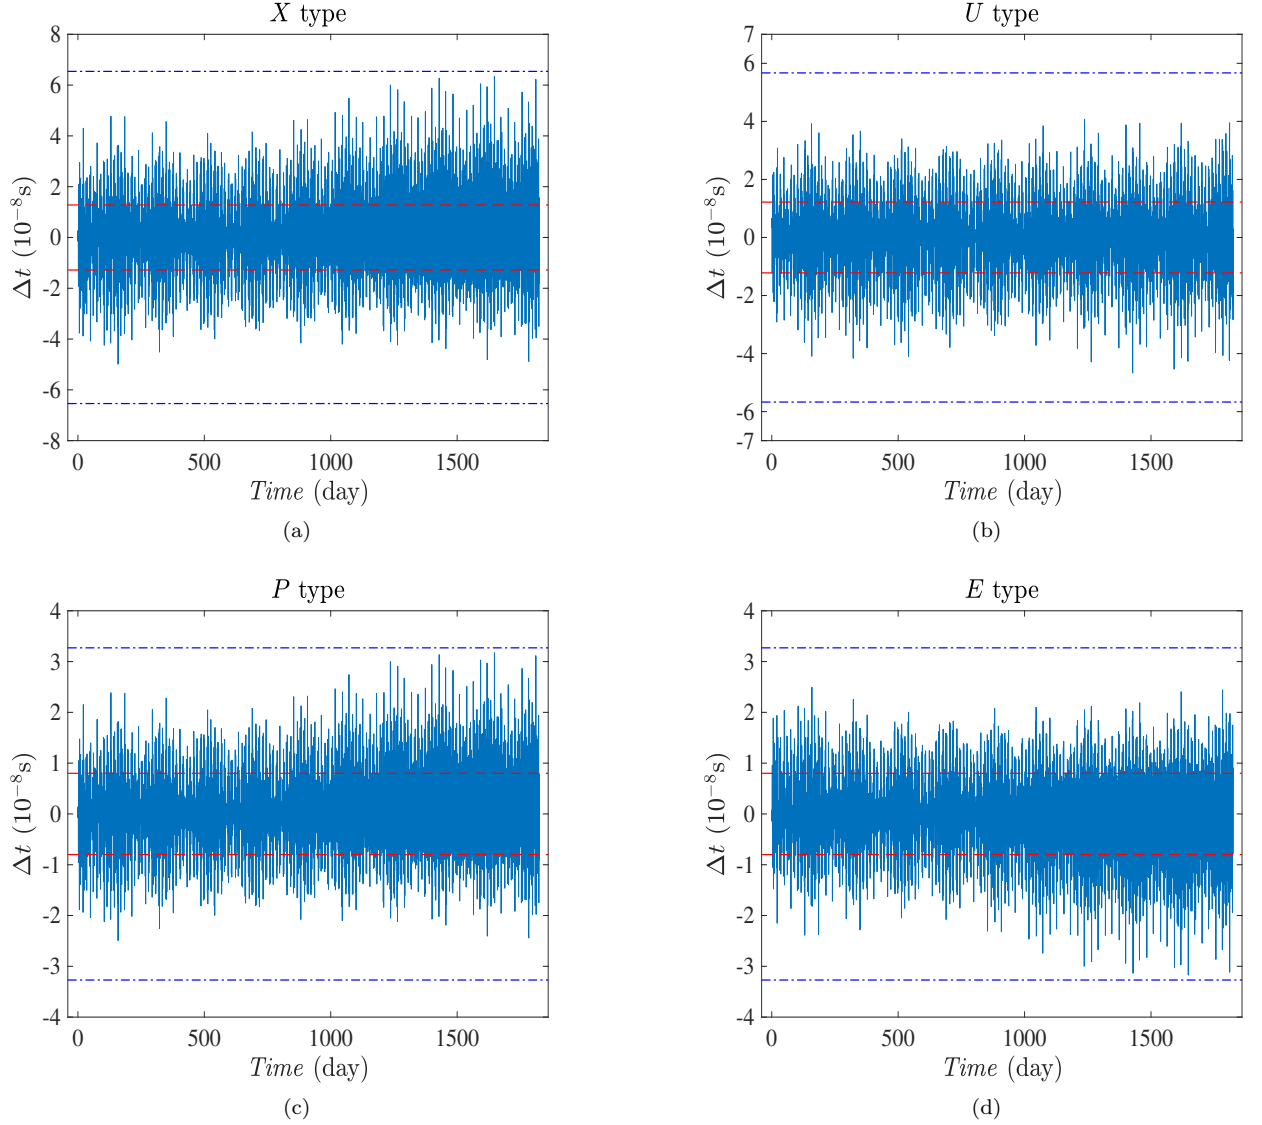 X type
8
6
4
2
0
-2
-4
-6
-8
Δt (10⁻⁸s)
0 500 1000 1500
Time (day)
(a)
U type
7
6
4
2
0
-2
-4
-6
-7
Δt (10⁻⁸s)
0 500 1000 1500
Time (day)
(b)
P type
4
3
2
1
0
-1
-2
-3
-4
Δt (10⁻⁸s)
0 500 1000 1500
Time (day)
(c)
E type
4
3
2
1
0
-1
-2
-3
-4
Δt (10⁻⁸s)
0 500 1000 1500
Time (day)
(d)